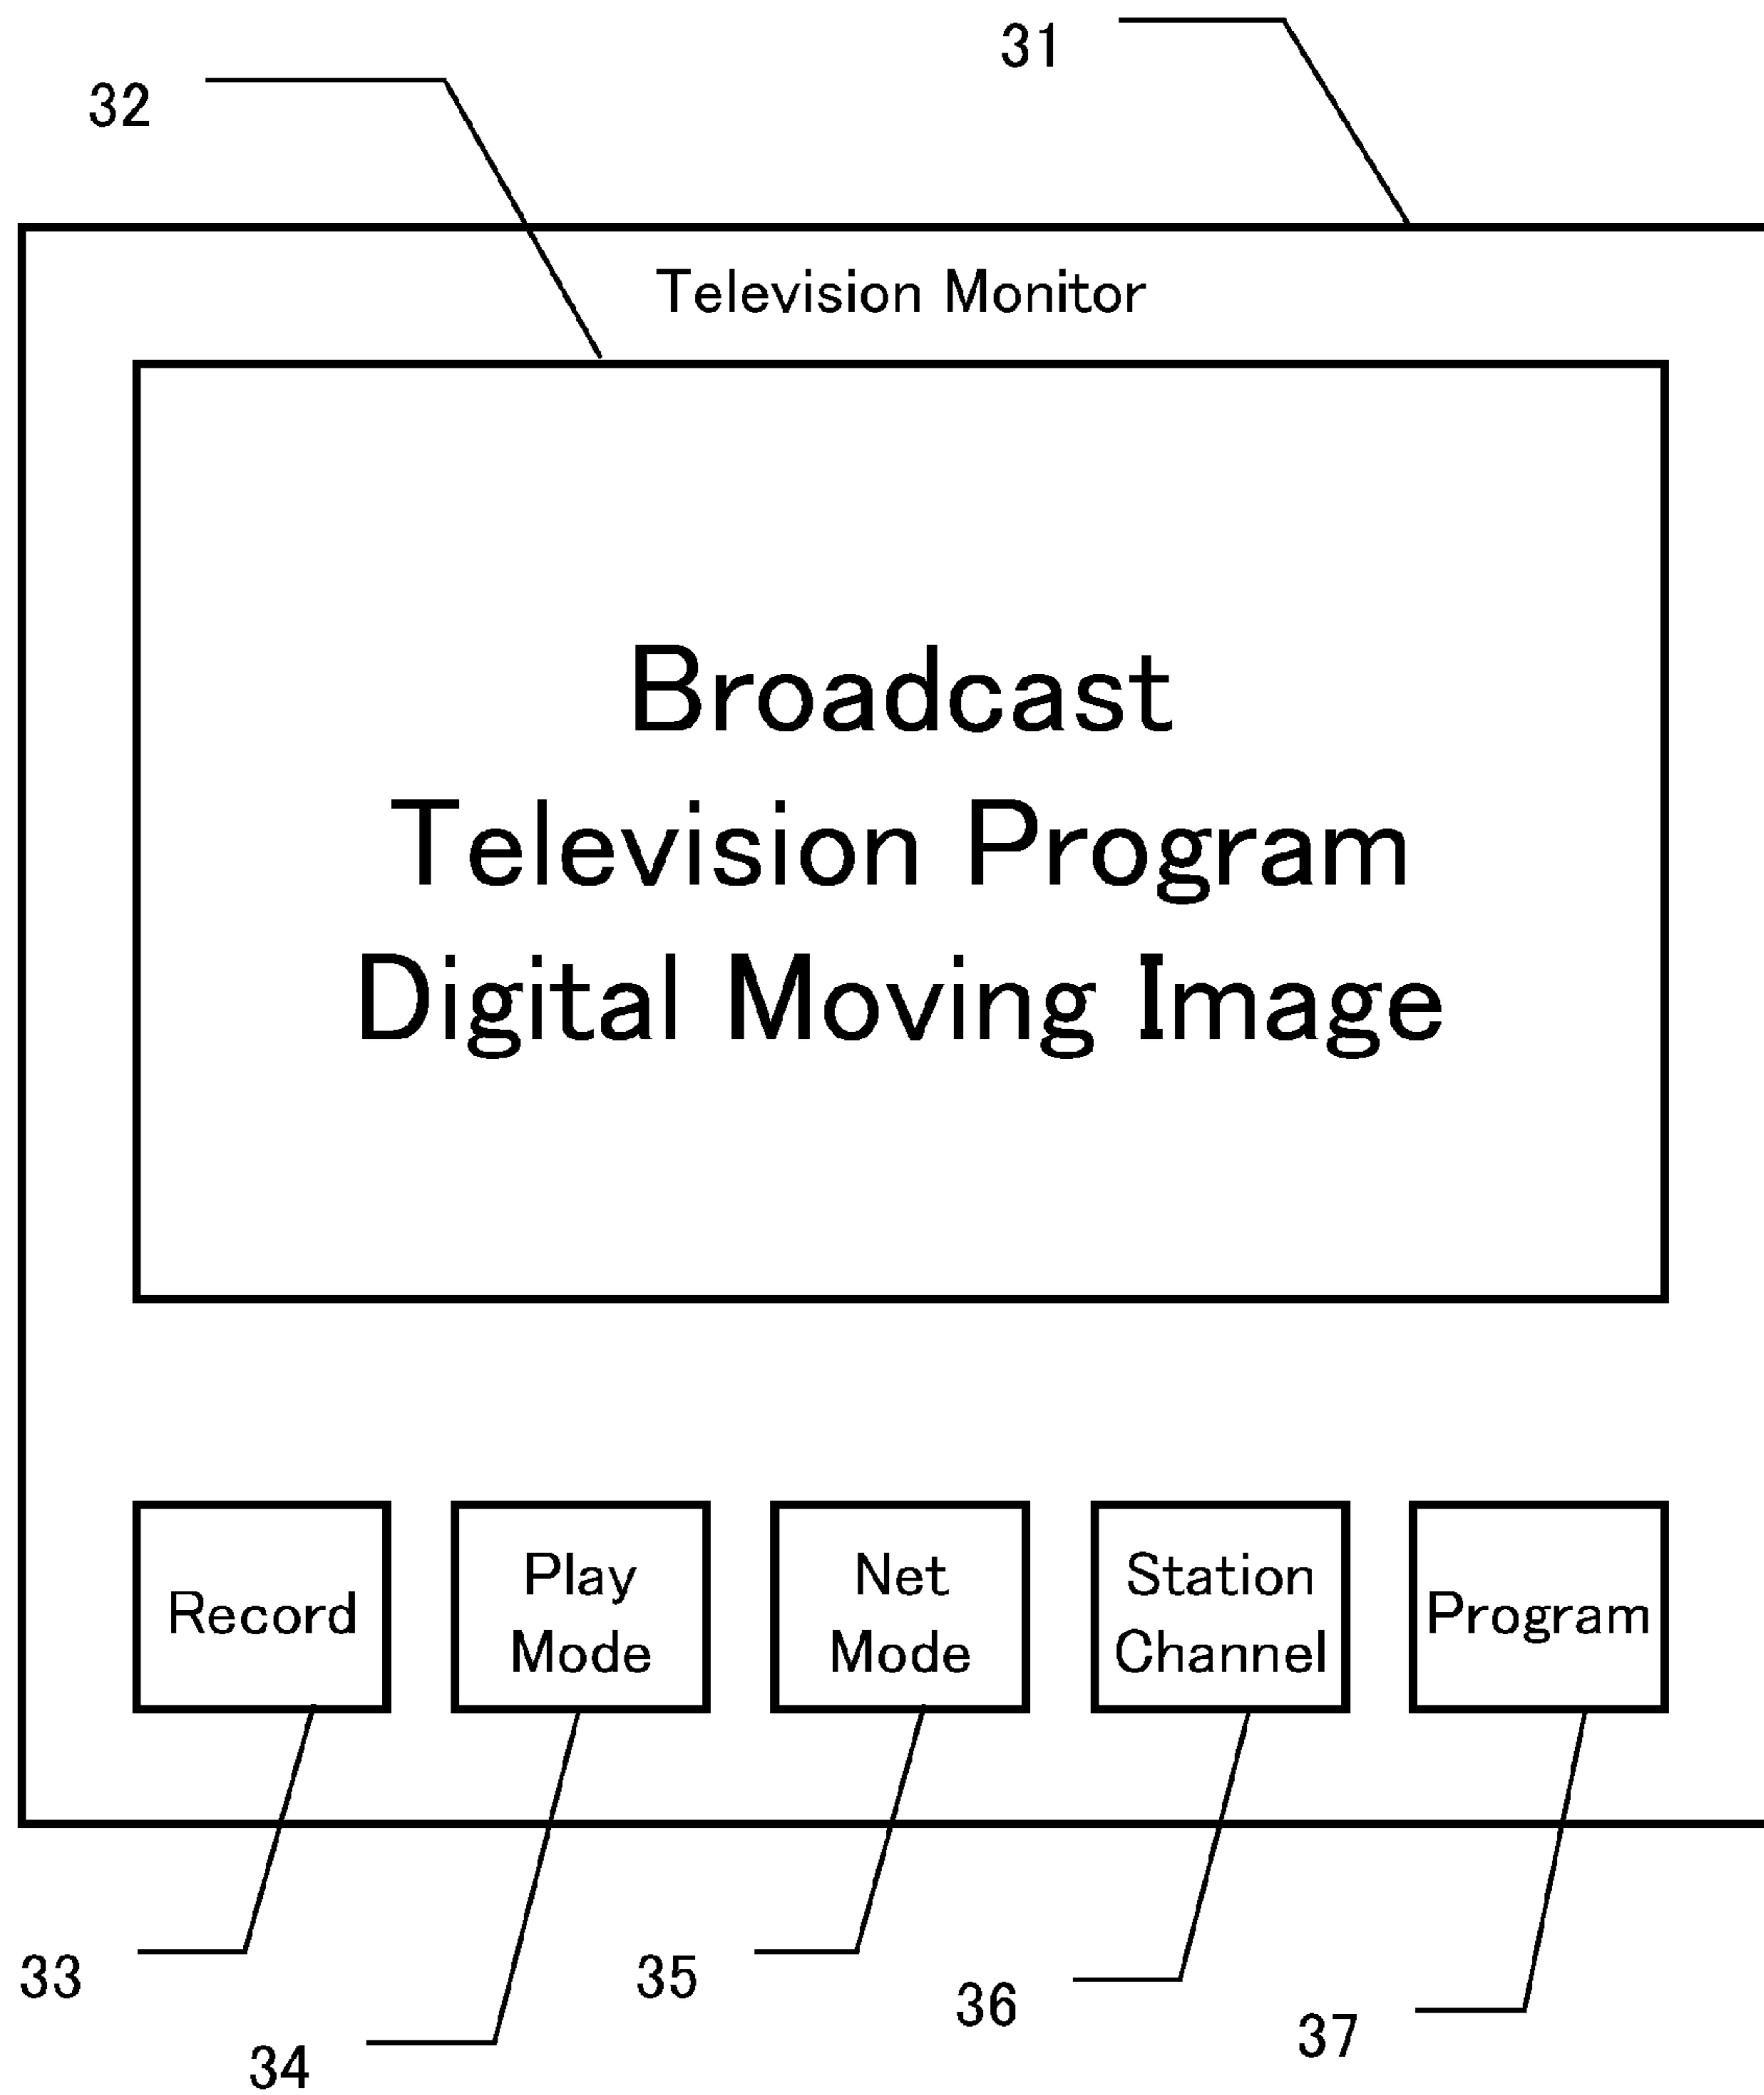 31
32
Television Monitor
Broadcast
Television Program
Digital Moving Image
Record
Play
Mode
Net
Mode
Station
Channel
Program
33
34
35
36
37